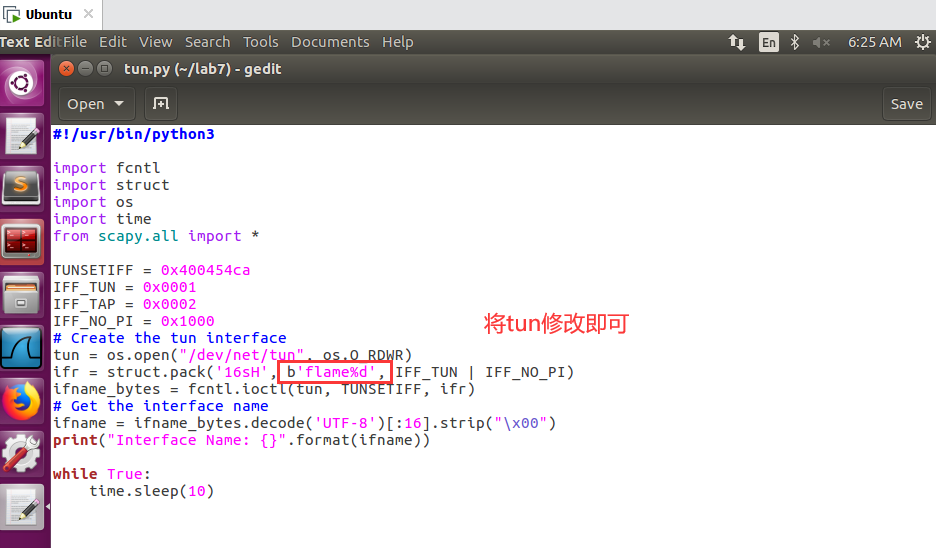 Ubuntu
Text Edit File Edit View Search Tools Documents Help En 6:25 AM
tun.py (~/lab7) - gedit
Open Save
#!/usr/bin/python3
import fcntl
import struct
import os
import time
from scapy.all import *
TUNSETIFF = 0x400454ca
IFF_TUN = 0x0001
IFF_TAP = 0x0002
IFF_NO_PI = 0x1000
将tun修改即可
# Create the tun interface
tun = os.open("/dev/net/tun", os.O_RDWR)
ifr = struct.pack('16sH', b'flame%d', IFF_TUN | IFF_NO_PI)
ifname_bytes = fcntl.ioctl(tun, TUNSETIFF, ifr)
# Get the interface name
ifname = ifname_bytes.decode('UTF-8')[:16].strip("\x00")
print("Interface Name: {}".format(ifname))
while True:
    time.sleep(10)